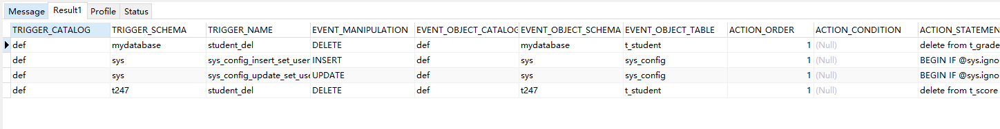 Message Result1 Profile Status
TRIGGER_CATALOG TRIGGER_SCHEMA TRIGGER_NAME EVENT_MANIPULATION EVENT_OBJECT_CATALOG EVENT_OBJECT_SCHEMA EVENT_OBJECT_TABLE ACTION_ORDER ACTION_CONDITION ACTION_STATEMEN
def mydatabase student_del DELETE def mydatabase t_student 1 (Null) delete from t_grade
def sys sys_config_insert_set_user INSERT def sys sys_config 1 (Null) BEGIN IF @sys.igno
def sys sys_config_update_set_use UPDATE def sys sys_config 1 (Null) BEGIN IF @sys.igno
def t247 student_del DELETE def t247 t_student 1 (Null) delete from t_score